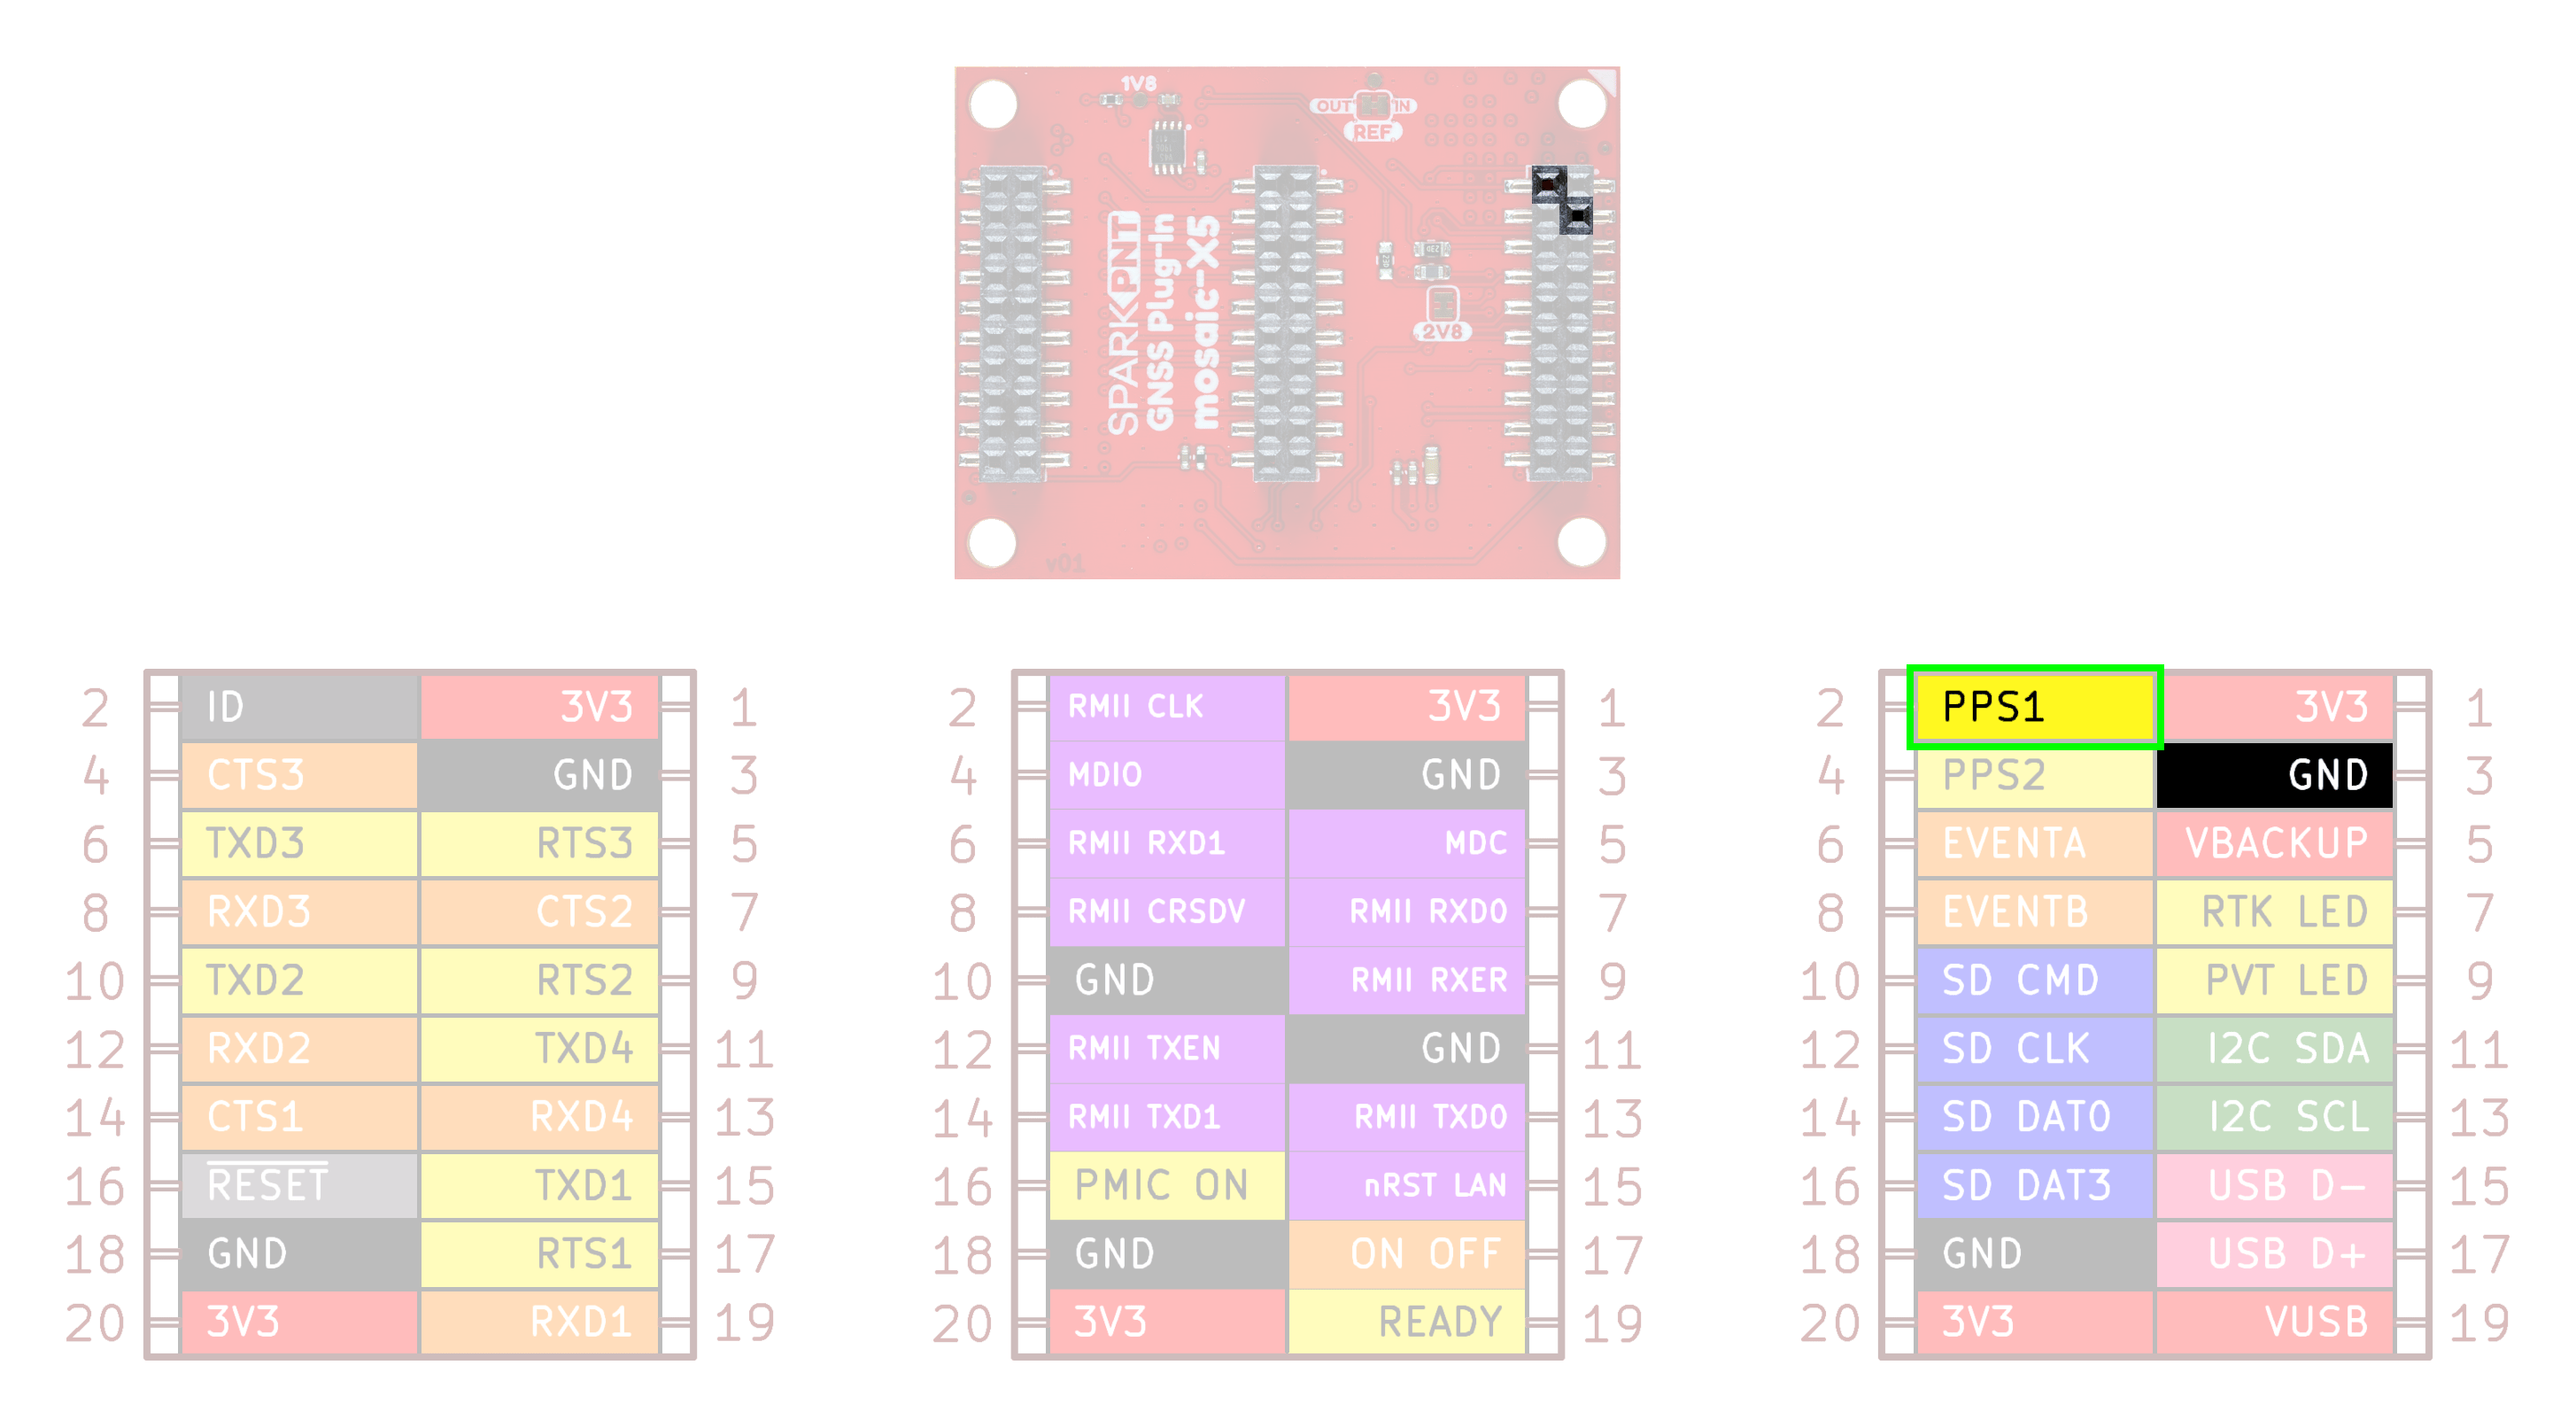 1V8
OUT IN
REF
SPARK PNT
GNSS Plug-In
mosaic-X5
2V8
v01
2 ID 3V3 1
4 CTS3 GND 3
6 TXD3 RTS3 5
8 RXD3 CTS2 7
10 TXD2 RTS2 9
12 RXD2 TXD4 11
14 CTS1 RXD4 13
16 RESET TXD1 15
18 GND RTS1 17
20 3V3 RXD1 19
2 RMII CLK 3V3 1
4 MDIO GND 3
6 RMII RXD1 MDC 5
8 RMII CRSDV RMII RXD0 7
10 GND RMII RXER 9
12 RMII TXEN GND 11
14 RMII TXD1 RMII TXD0 13
16 PMIC ON nRST LAN 15
18 GND ON OFF 17
20 3V3 READY 19
2 PPS1 3V3 1
4 PPS2 GND 3
6 EVENTA VBACKUP 5
8 EVENTB RTK LED 7
10 SD CMD PVT LED 9
12 SD CLK I2C SDA 11
14 SD DAT0 I2C SCL 13
16 SD DAT3 USB D- 15
18 GND USB D+ 17
20 3V3 VUSB 19